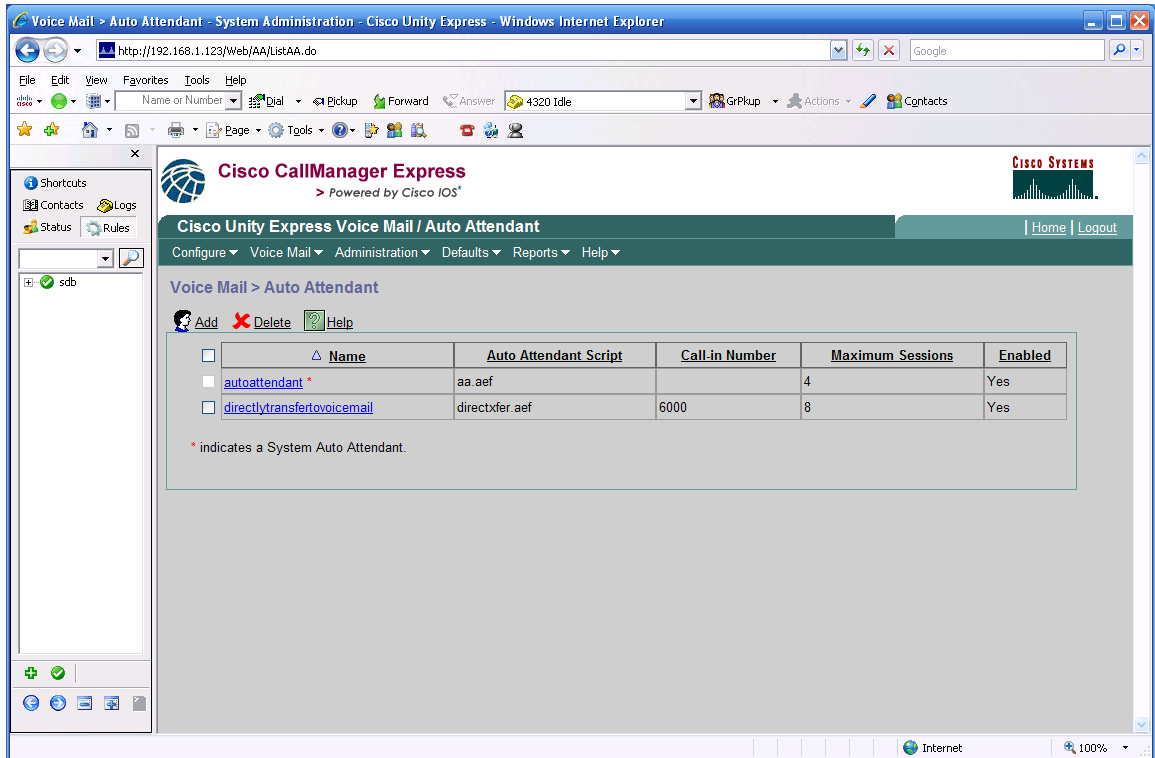 Voice Mail > Auto Attendant - System Administration - Cisco Unity Express - Windows Internet Explorer
http://192.168.1.123/Web/AA/ListAA.do
Google
File Edit View Favorites Tools Help
cisco Name or Number Dial Pickup Forward Answer 4320 Idle GrPkup Actions Contacts
Page Tools
Shortcuts
Contacts Logs
Status Rules
sdb
Cisco CallManager Express
> Powered by Cisco IOS
CISCO SYSTEMS
Cisco Unity Express Voice Mail / Auto Attendant
| Home | Logout
Configure Voice Mail Administration Defaults Reports Help
Voice Mail > Auto Attendant
Add Delete Help
Name Auto Attendant Script Call-in Number Maximum Sessions Enabled
autoattendant * aa.aef 4 Yes
directlytransfertovoicemail directxfer.aef 6000 8 Yes
* indicates a System Auto Attendant.
Internet 100%